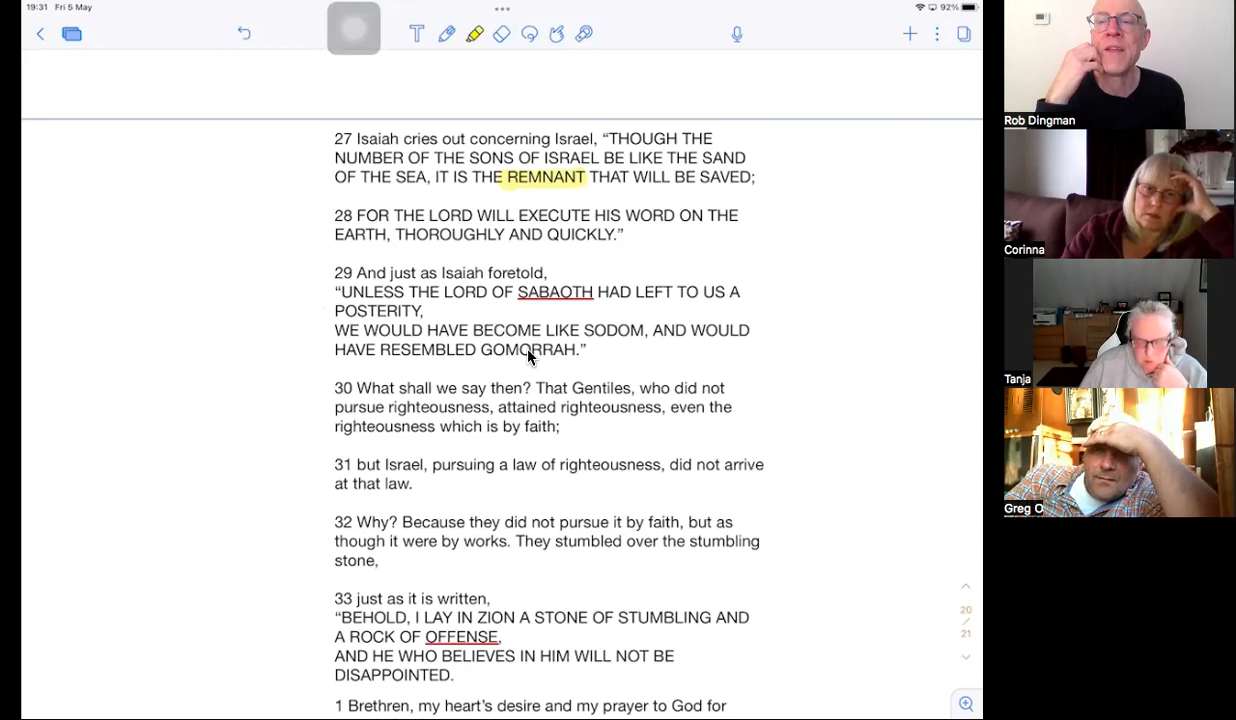 19:31 Fri 5 May
92%
27 Isaiah cries out concerning Israel, “THOUGH THE
NUMBER OF THE SONS OF ISRAEL BE LIKE THE SAND
OF THE SEA, IT IS THE REMNANT THAT WILL BE SAVED;
28 FOR THE LORD WILL EXECUTE HIS WORD ON THE
EARTH, THOROUGHLY AND QUICKLY.”
29 And just as Isaiah foretold,
“UNLESS THE LORD OF SABAOTH HAD LEFT TO US A
POSTERITY,
WE WOULD HAVE BECOME LIKE SODOM, AND WOULD
HAVE RESEMBLED GOMORRAH.”
30 What shall we say then? That Gentiles, who did not
pursue righteousness, attained righteousness, even the
righteousness which is by faith;
31 but Israel, pursuing a law of righteousness, did not arrive
at that law.
32 Why? Because they did not pursue it by faith, but as
though it were by works. They stumbled over the stumbling
stone,
33 just as it is written,
“BEHOLD, I LAY IN ZION A STONE OF STUMBLING AND
A ROCK OF OFFENSE,
AND HE WHO BELIEVES IN HIM WILL NOT BE
DISAPPOINTED.
1 Brethren, my heart’s desire and my prayer to God for
20
/
21
Rob Dingman
Corinna
Tanja
Greg O